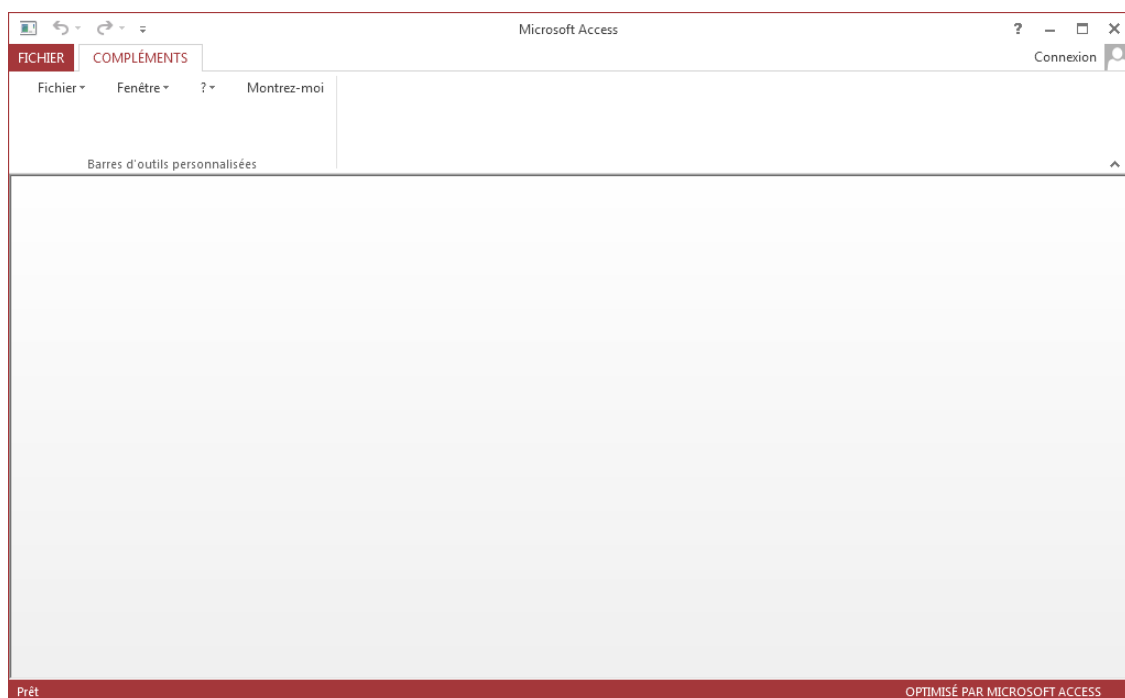 Microsoft Access ?
FICHIER COMPLÉMENTS Connexion
Fichier Fenêtre ? Montrez-moi
Barres d'outils personnalisées
Prêt OPTIMISÉ PAR MICROSOFT ACCESS